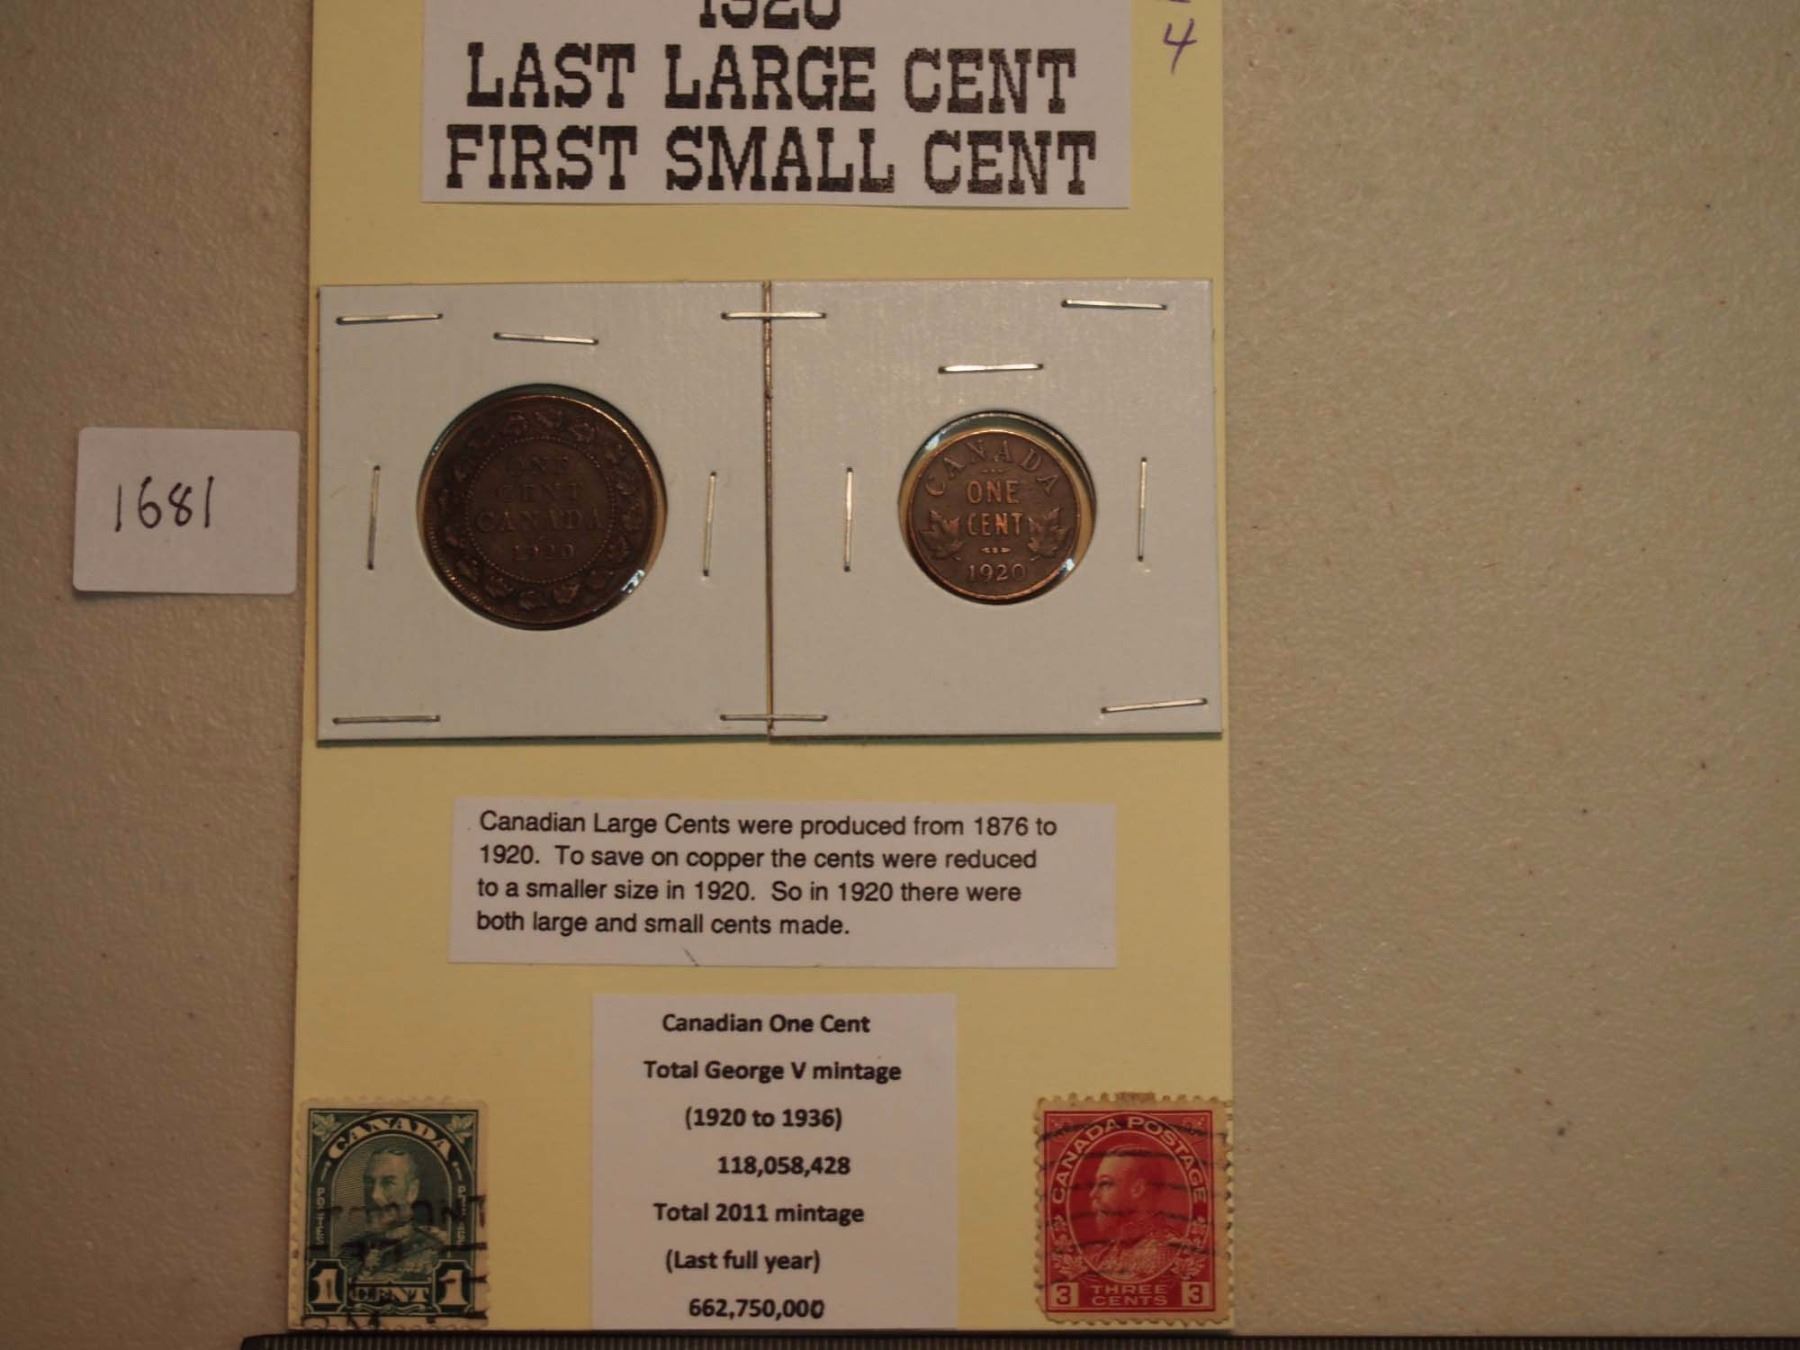 1920
4
LAST LARGE CENT
FIRST SMALL CENT
1681
ONE
CENT
CANADA
1920
CANADA
ONE
CENT
1920
Canadian Large Cents were produced from 1876 to
1920. To save on copper the cents were reduced
to a smaller size in 1920. So in 1920 there were
both large and small cents made.
Canadian One Cent
Total George V mintage
(1920 to 1936)
118,058,428
Total 2011 mintage
(Last full year)
662,750,000
CANADA
POSTES
1 CENT 1
CANADA POSTAGE
3 THREE 3
CENTS